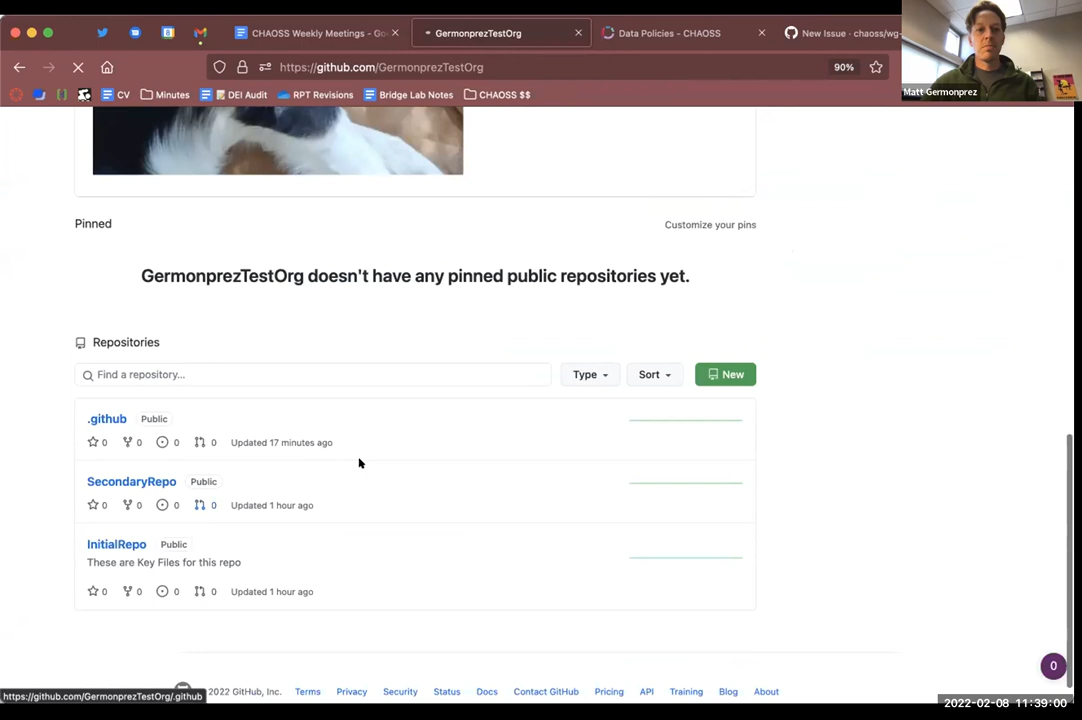 CHAOSS Weekly Meetings - Go
GermonprezTestOrg
Data Policies - CHAOSS
New Issue · chaoss/wg-
https://github.com/GermonprezTestOrg
90%
CV
Minutes
DEI Audit
RPT Revisions
Bridge Lab Notes
CHAOSS $$
Matt Germonprez
Pinned
Customize your pins
GermonprezTestOrg doesn't have any pinned public repositories yet.
Repositories
Find a repository...
Type
Sort
New
.github Public
0 0 0 0 Updated 17 minutes ago
SecondaryRepo Public
0 0 0 0 Updated 1 hour ago
InitialRepo Public
These are Key Files for this repo
0 0 0 0 Updated 1 hour ago
0
2022 GitHub, Inc. Terms Privacy Security Status Docs Contact GitHub Pricing API Training Blog About
https://github.com/GermonprezTestOrg/.github
2022-02-08 11:39:00